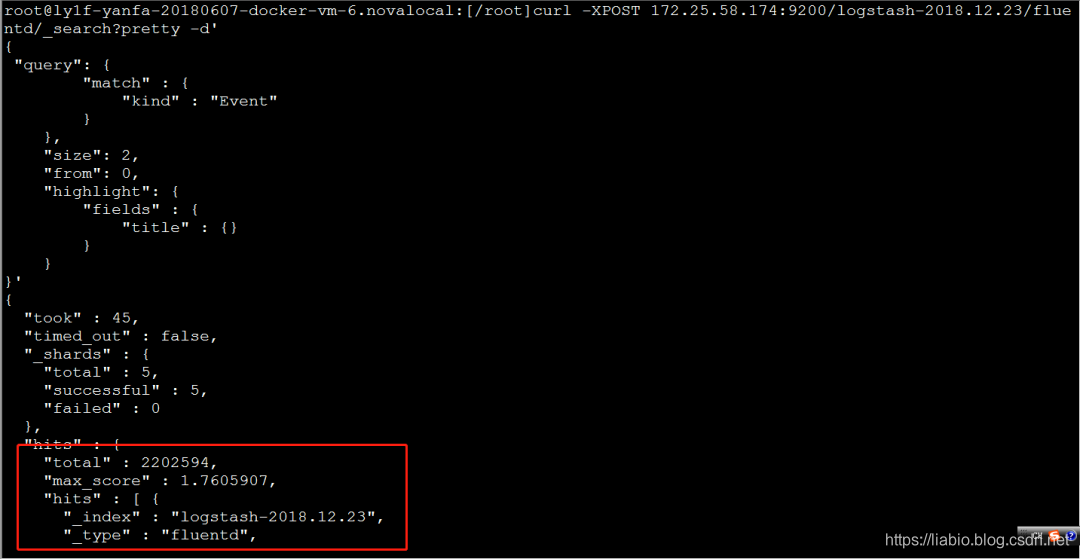 root@ly1f-yanfa-20180607-docker-vm-6.novalocal:[/root]curl -XPOST 172.25.58.174:9200/logstash-2018.12.23/flue
ntd/_search?pretty -d'
{
 "query": {
        "match" : {
            "kind" : "Event"
        }
    },
    "size": 2,
    "from": 0,
    "highlight": {
        "fields" : {
            "title" : {}
        }
    }
}'
{
  "took" : 45,
  "timed_out" : false,
  "_shards" : {
    "total" : 5,
    "successful" : 5,
    "failed" : 0
  },
  "hits" : {
    "total" : 2202594,
    "max_score" : 1.7605907,
    "hits" : [ {
      "_index" : "logstash-2018.12.23",
      "_type" : "fluentd",
https://liabio.blog.csdn.net